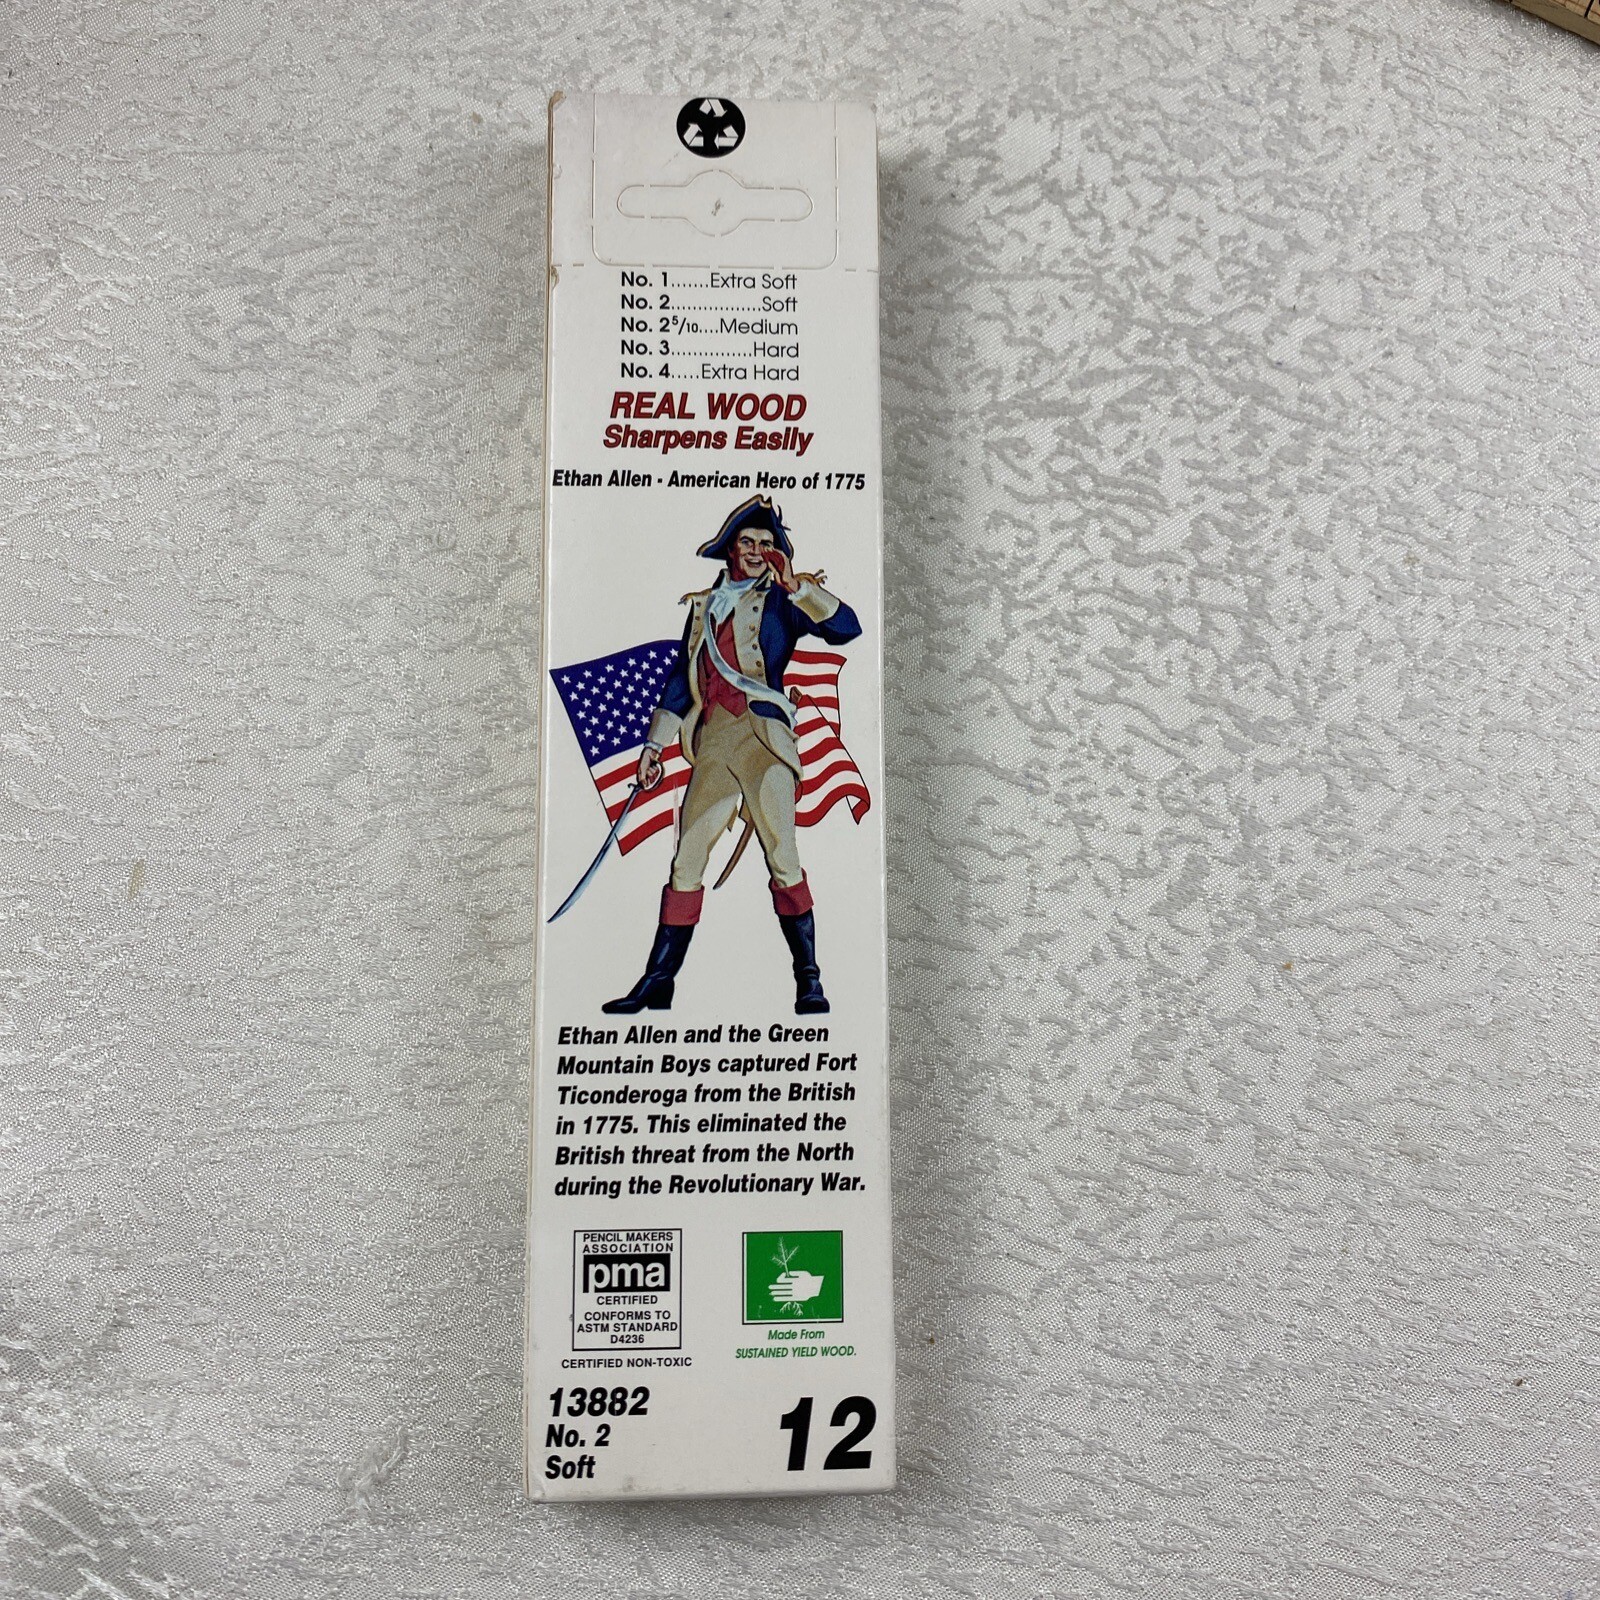 No. 1.......Extra Soft
No. 2................Soft
No. 2⁵/₁₀....Medium
No. 3...............Hard
No. 4.....Extra Hard
REAL WOOD
Sharpens Easily
Ethan Allen - American Hero of 1775
Ethan Allen and the Green
Mountain Boys captured Fort
Ticonderoga from the British
in 1775. This eliminated the
British threat from the North
during the Revolutionary War.
PENCIL MAKERS
ASSOCIATION
pma
CERTIFIED
CONFORMS TO
ASTM STANDARD
D4236
CERTIFIED NON-TOXIC
Made From
SUSTAINED YIELD WOOD.
13882
No. 2
Soft
12